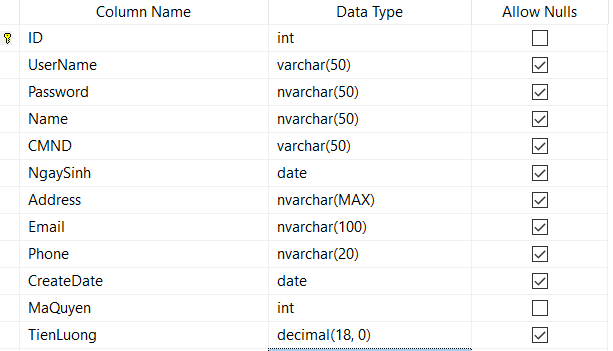 Column Name Data Type Allow Nulls
ID int
UserName varchar(50)
Password nvarchar(50)
Name nvarchar(50)
CMND varchar(50)
NgaySinh date
Address nvarchar(MAX)
Email nvarchar(100)
Phone nvarchar(20)
CreateDate date
MaQuyen int
TienLuong decimal(18, 0)